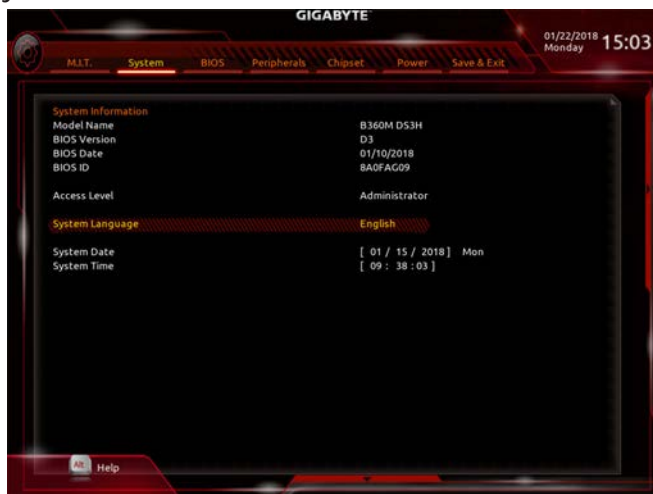 GIGABYTE
01/22/2018 Monday 15:03
M.I.T. System BIOS Peripherals Chipset Power Save & Exit
System Information
Model Name B360M DS3H
BIOS Version D3
BIOS Date 01/10/2018
BIOS ID 8A0FAG09
Access Level Administrator
System Language English
System Date [ 01 / 15 / 2018 ] Mon
System Time [ 09 : 38 : 03 ]
Alt Help